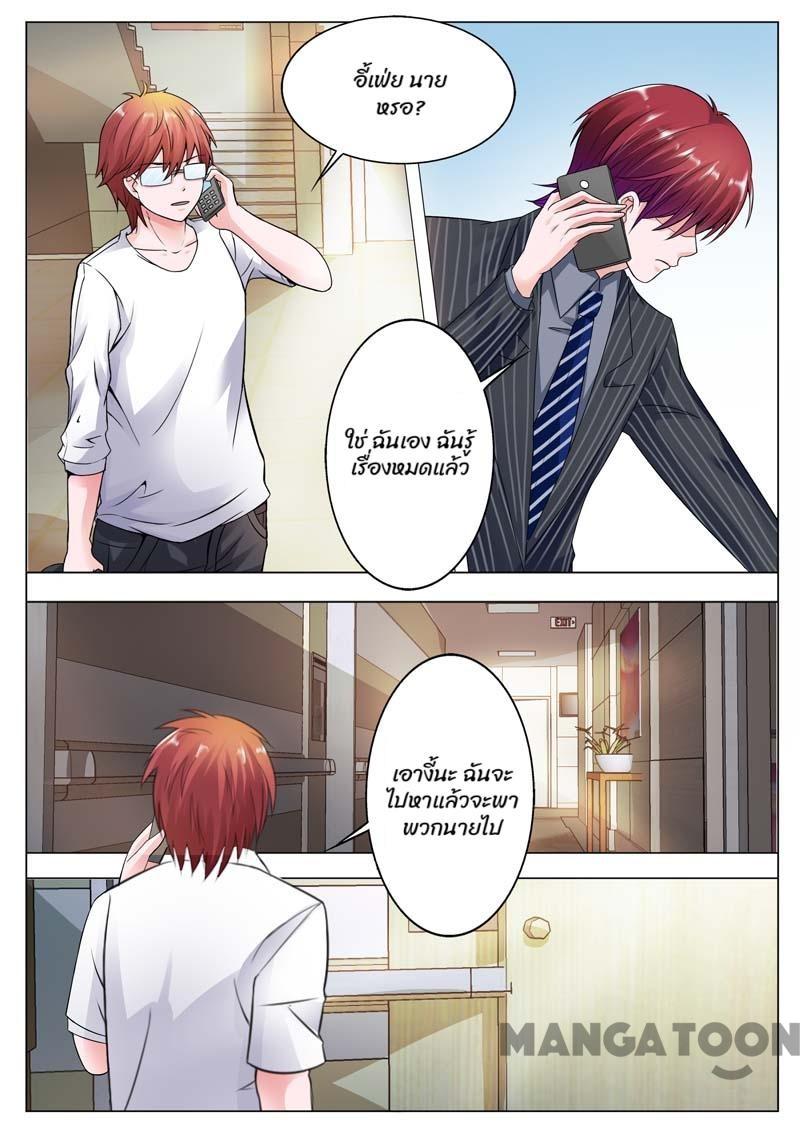 อี้เฟ่ย นาย
หรอ?
ใช่ ฉันเอง ฉันรู้
เรื่องหมดแล้ว
EXIT
เอางี้นะ ฉันจะ
ไปหาแล้วจะพา
พวกนายไป
MANGATOON